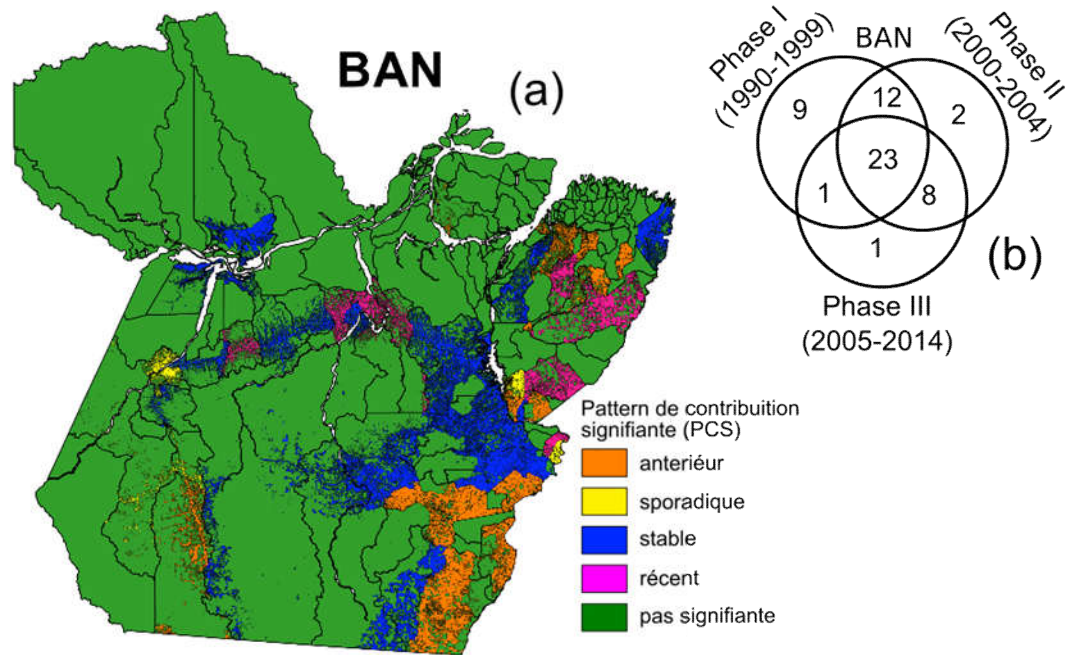 BAN
(a)
Pattern de contribuition
signifiante (PCS)
anteriéur
sporadique
stable
récent
pas signifiante
Phase I
(1990-1999)
BAN
Phase II
(2000-2004)
9
12
2
23
1
8
1
(b)
Phase III
(2005-2014)